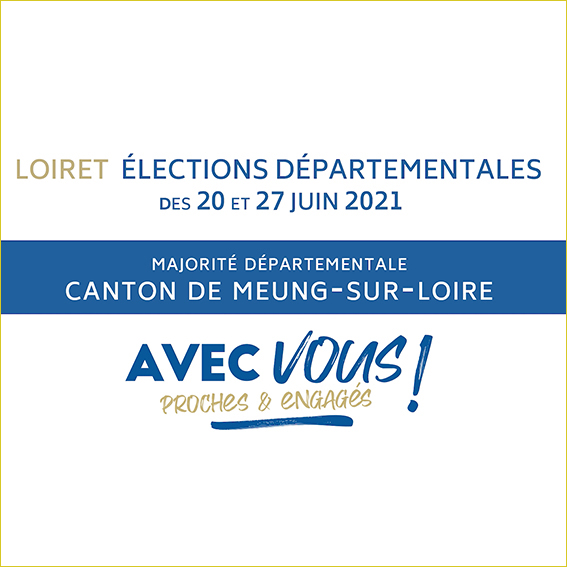 LOIRET ÉLECTIONS DÉPARTEMENTALES
DES 20 ET 27 JUIN 2021
MAJORITÉ DÉPARTEMENTALE
CANTON DE MEUNG-SUR-LOIRE
AVEC VOUS !
PROCHES & ENGAGÉS